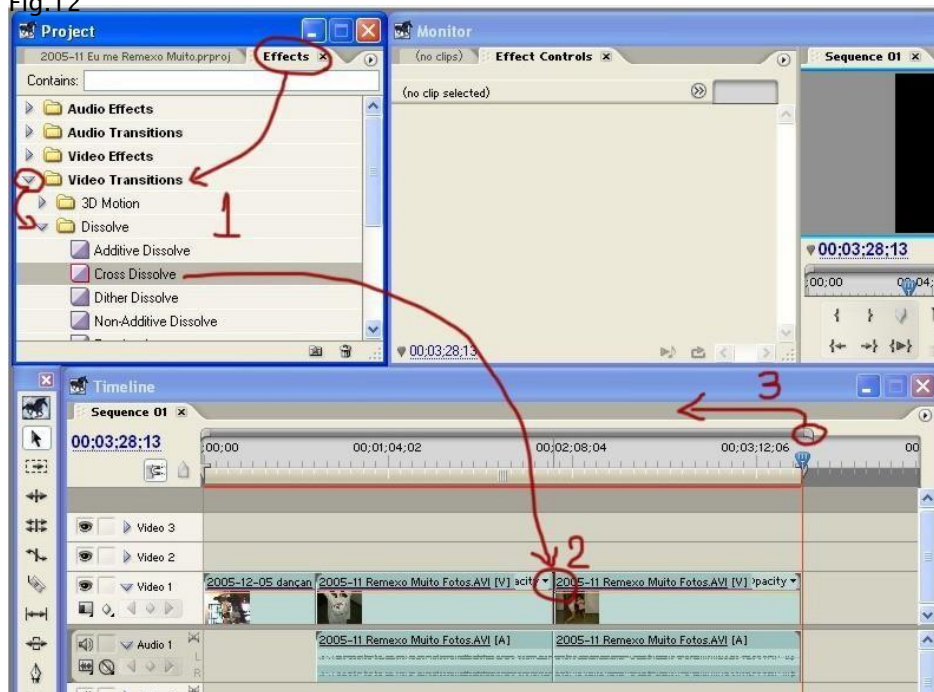 Fig.12
Project
2005-11 Eu me Remexo Muito.prproj
Effects
Contains:
Audio Effects
Audio Transitions
Video Effects
Video Transitions
1
3D Motion
Dissolve
Additive Dissolve
Cross Dissolve
Dither Dissolve
Non-Additive Dissolve
Monitor
(no clips)
Effect Controls
(no clip selected)
00;03;28;13
Sequence 01
00;03;28;13
;00;00
Timeline
3
Sequence 01
00;03;28;13
;00;00 00;01;04;02 00;02;08;04 00;03;12;06 00
2
Video 3
Video 2
Video 1
2005-12-05 dançan 2005-11 Remexo Muito Fotos.AVI [V] acity 2005-11 Remexo Muito Fotos.AVI [V] pacity
Audio 1
2005-11 Remexo Muito Fotos.AVI [A] 2005-11 Remexo Muito Fotos.AVI [A]
L
R